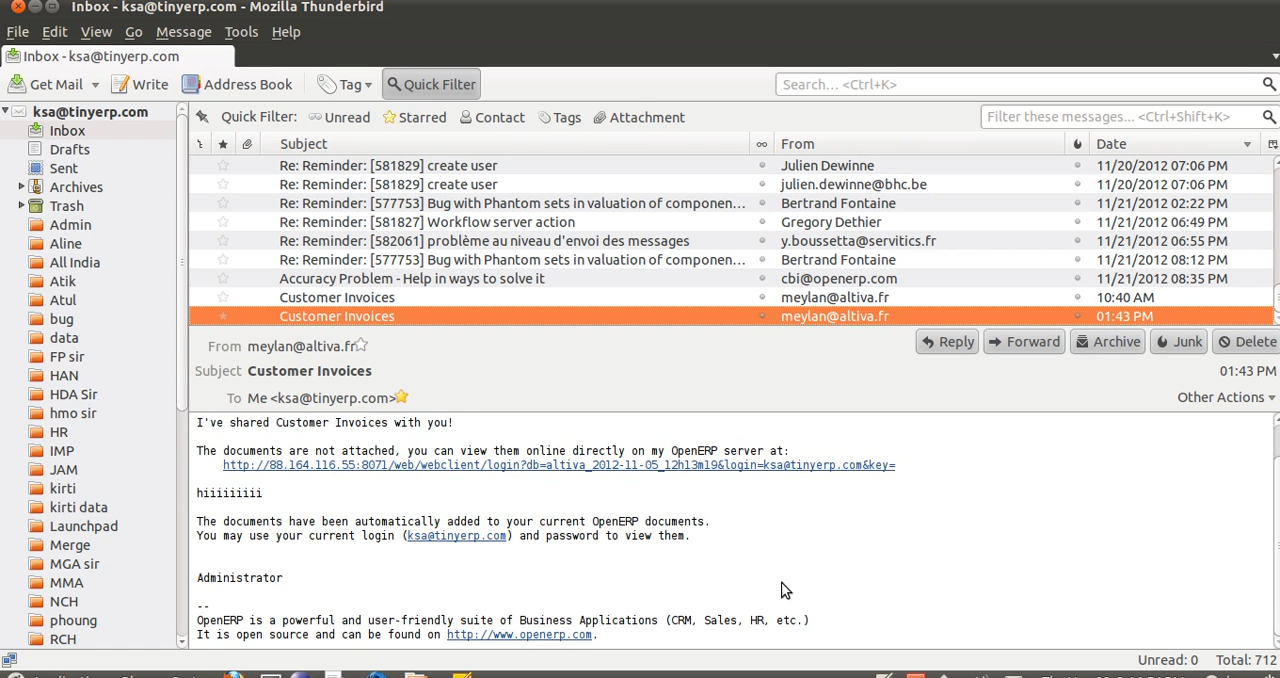 Inbox - ksa@tinyerp.com - Mozilla Thunderbird
File Edit View Go Message Tools Help
Inbox - ksa@tinyerp.com
Get Mail Write Address Book Tag Quick Filter Search... <Ctrl+K>
ksa@tinyerp.com
Inbox
Drafts
Sent
Archives
Trash
Admin
Aline
All India
Atik
Atul
bug
data
FP sir
HAN
HDA Sir
hmo sir
HR
IMP
JAM
kirti
kirti data
Launchpad
Merge
MGA sir
MMA
NCH
phoung
RCH
Quick Filter: Unread Starred Contact Tags Attachment Filter these messages... <Ctrl+Shift+K>
Subject From Date
Re: Reminder: [581829] create user Julien Dewinne 11/20/2012 07:06 PM
Re: Reminder: [581829] create user julien.dewinne@bhc.be 11/20/2012 07:06 PM
Re: Reminder: [577753] Bug with Phantom sets in valuation of componen... Bertrand Fontaine 11/21/2012 02:22 PM
Re: Reminder: [581827] Workflow server action Gregory Dethier 11/21/2012 06:49 PM
Re: Reminder: [582061] problème au niveau d'envoi des messages y.boussetta@servitics.fr 11/21/2012 06:55 PM
Re: Reminder: [577753] Bug with Phantom sets in valuation of componen... Bertrand Fontaine 11/21/2012 08:12 PM
Accuracy Problem - Help in ways to solve it cbi@openerp.com 11/21/2012 08:35 PM
Customer Invoices meylan@altiva.fr 10:40 AM
Customer Invoices meylan@altiva.fr 01:43 PM
From meylan@altiva.fr Reply Forward Archive Junk Delete
Subject Customer Invoices 01:43 PM
To Me <ksa@tinyerp.com> Other Actions
I've shared Customer Invoices with you!
The documents are not attached, you can view them online directly on my OpenERP server at:
http://88.164.116.55:8071/web/webclient/login?db=altiva_2012-11-05_12h13m19&login=ksa@tinyerp.com&key=
hiiiiiiiii
The documents have been automatically added to your current OpenERP documents.
You may use your current login (ksa@tinyerp.com) and password to view them.
Administrator
--
OpenERP is a powerful and user-friendly suite of Business Applications (CRM, Sales, HR, etc.)
It is open source and can be found on http://www.openerp.com.
Unread: 0 Total: 712